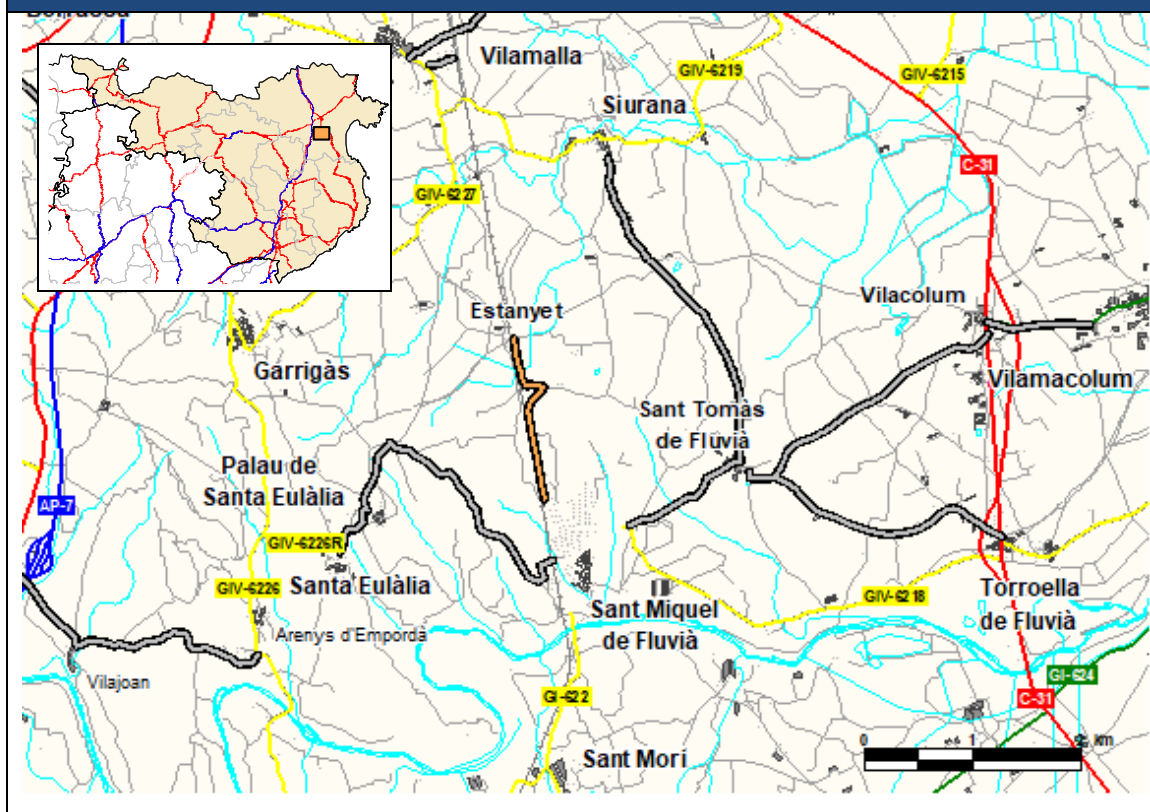 Vilamalla
GIV-6219
GIV-6215
Siurana
C-31
GIV-6227
Vilacolum
Estanyet
Garrigàs
Vilamacolum
Sant Tomàs
de Fluvià
Palau de
Santa Eulàlia
AP-7
GIV-6226R
GIV-6226
Santa Eulàlia
GIV-6218
Torroella
de Fluvià
Sant Miquel
de Fluvià
Arenys d'Empordà
Vilajoan
GI-624
GI-622
C-31
Sant Mori
0 1 2 km